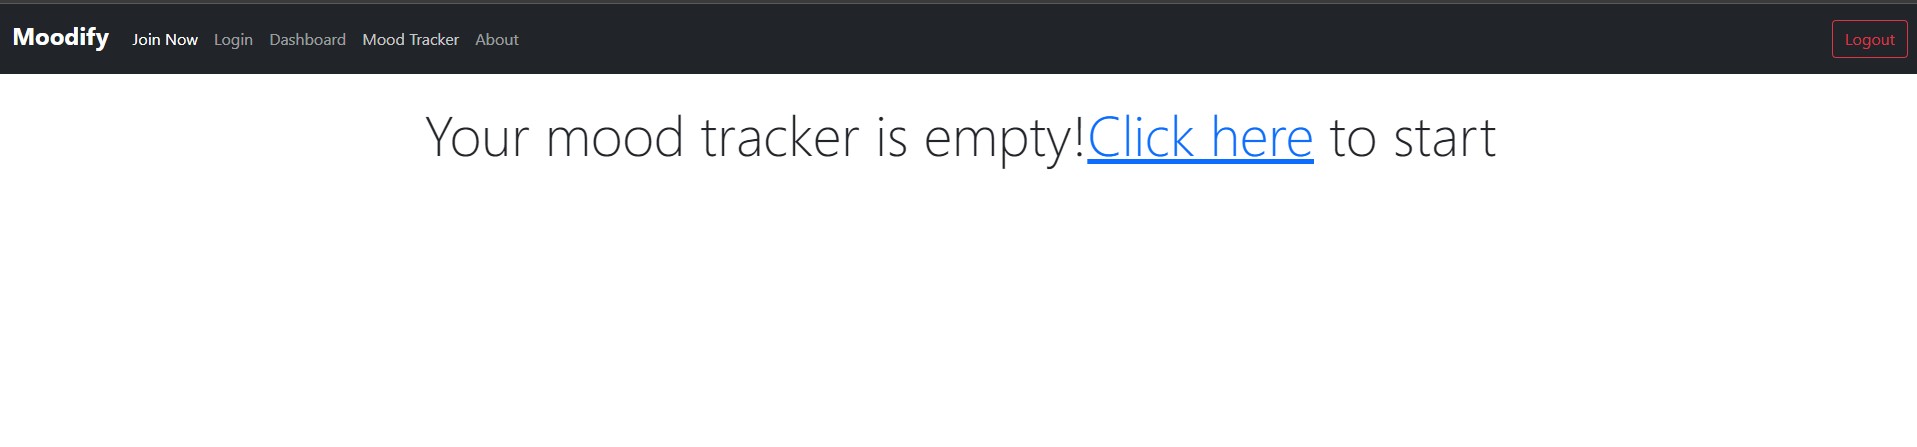 Moodify Join Now Login Dashboard Mood Tracker About Logout
Your mood tracker is empty!Click here to start